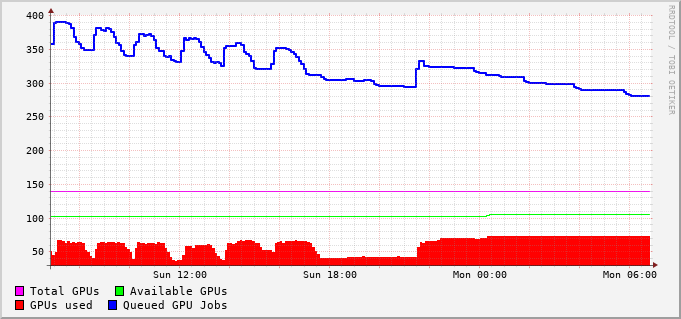 400
350
300
250
200
150
100
50
Sun 12:00 Sun 18:00 Mon 00:00 Mon 06:00
Total GPUs Available GPUs
GPUs used Queued GPU Jobs
RRDTOOL / TOBI OETIKER